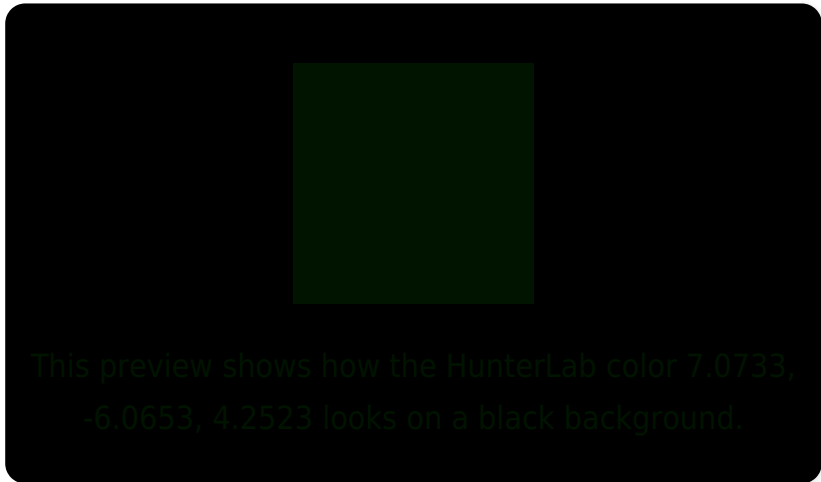 This preview shows how the HunterLab color 7.0733,
-6.0653, 4.2523 looks on a black background.